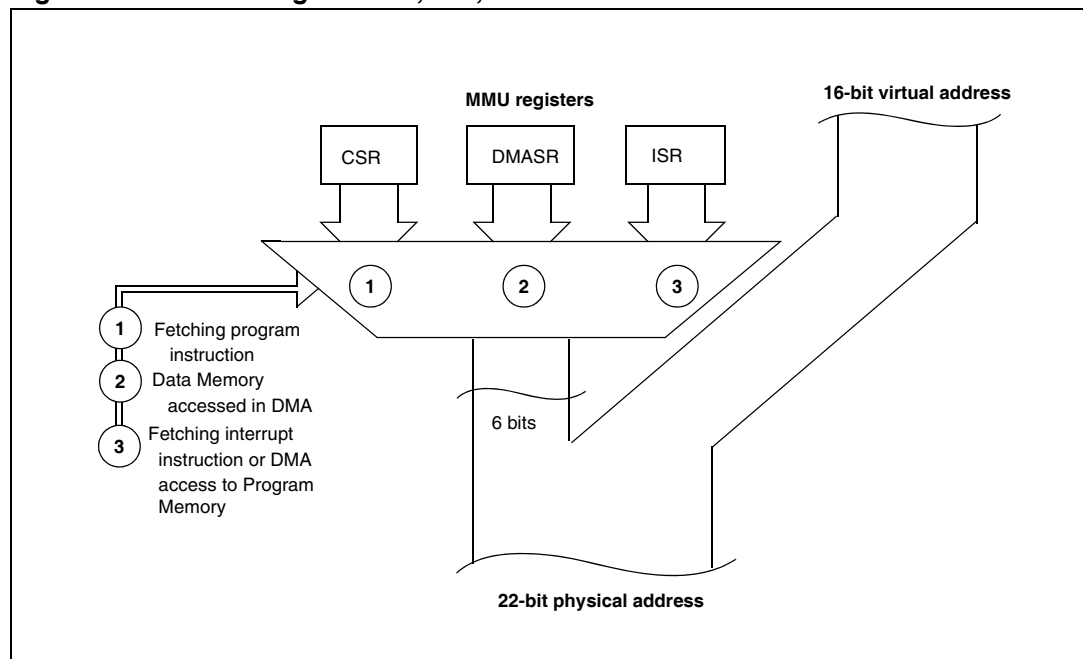 16-bit virtual address
MMU registers
CSR
DMASR
ISR
1
2
3
1
Fetching program
instruction
2
Data Memory
accessed in DMA
3
Fetching interrupt
instruction or DMA
access to Program
Memory
6 bits
22-bit physical address